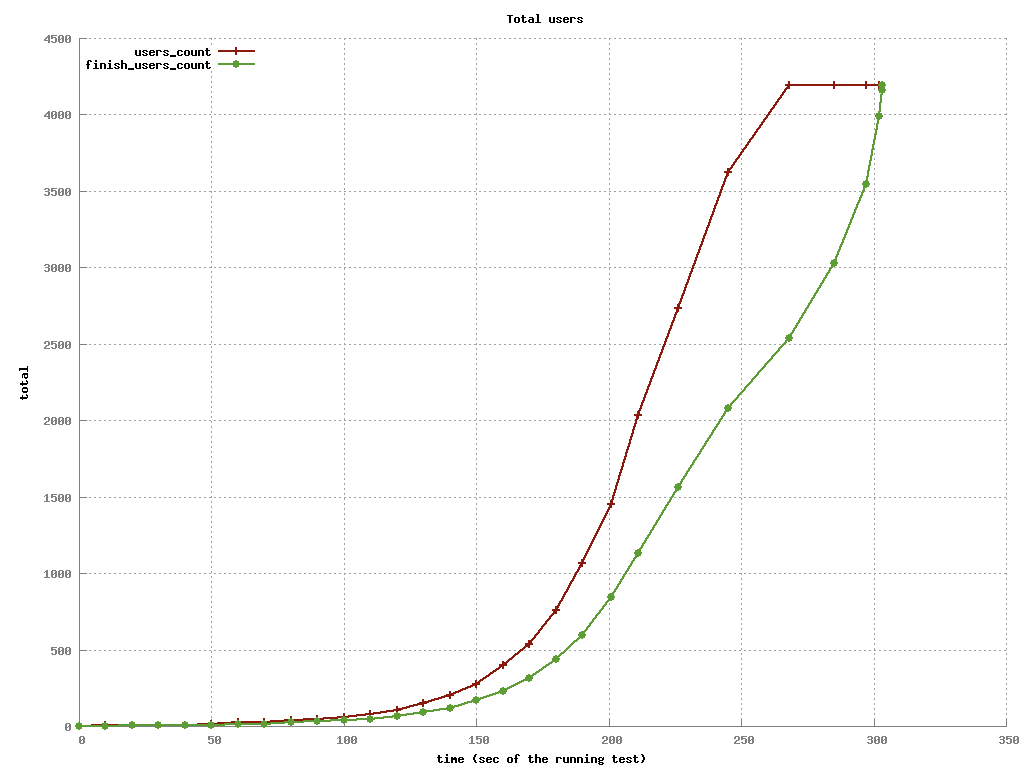 Total users
users_count
finish_users_count
4500
4000
3500
3000
2500
2000
1500
1000
500
0
total
0 50 100 150 200 250 300 350
time (sec of the running test)